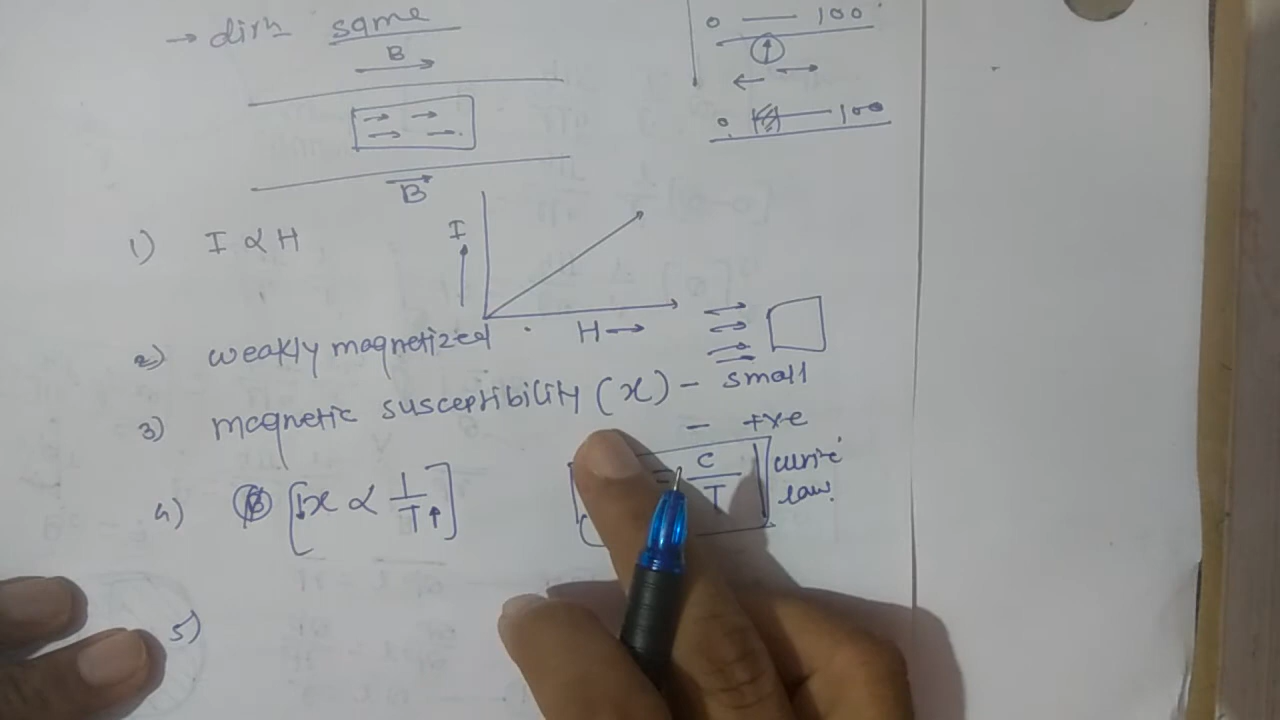 → dirn same
B
B
0 — 100
0 — 100
1) I ∝ H
I
H →
2) weakly magnetized
3) magnetic susceptibility (x) – small
– +ve
4) [x ∝ 1/T]
= C/T
curie law.
5)